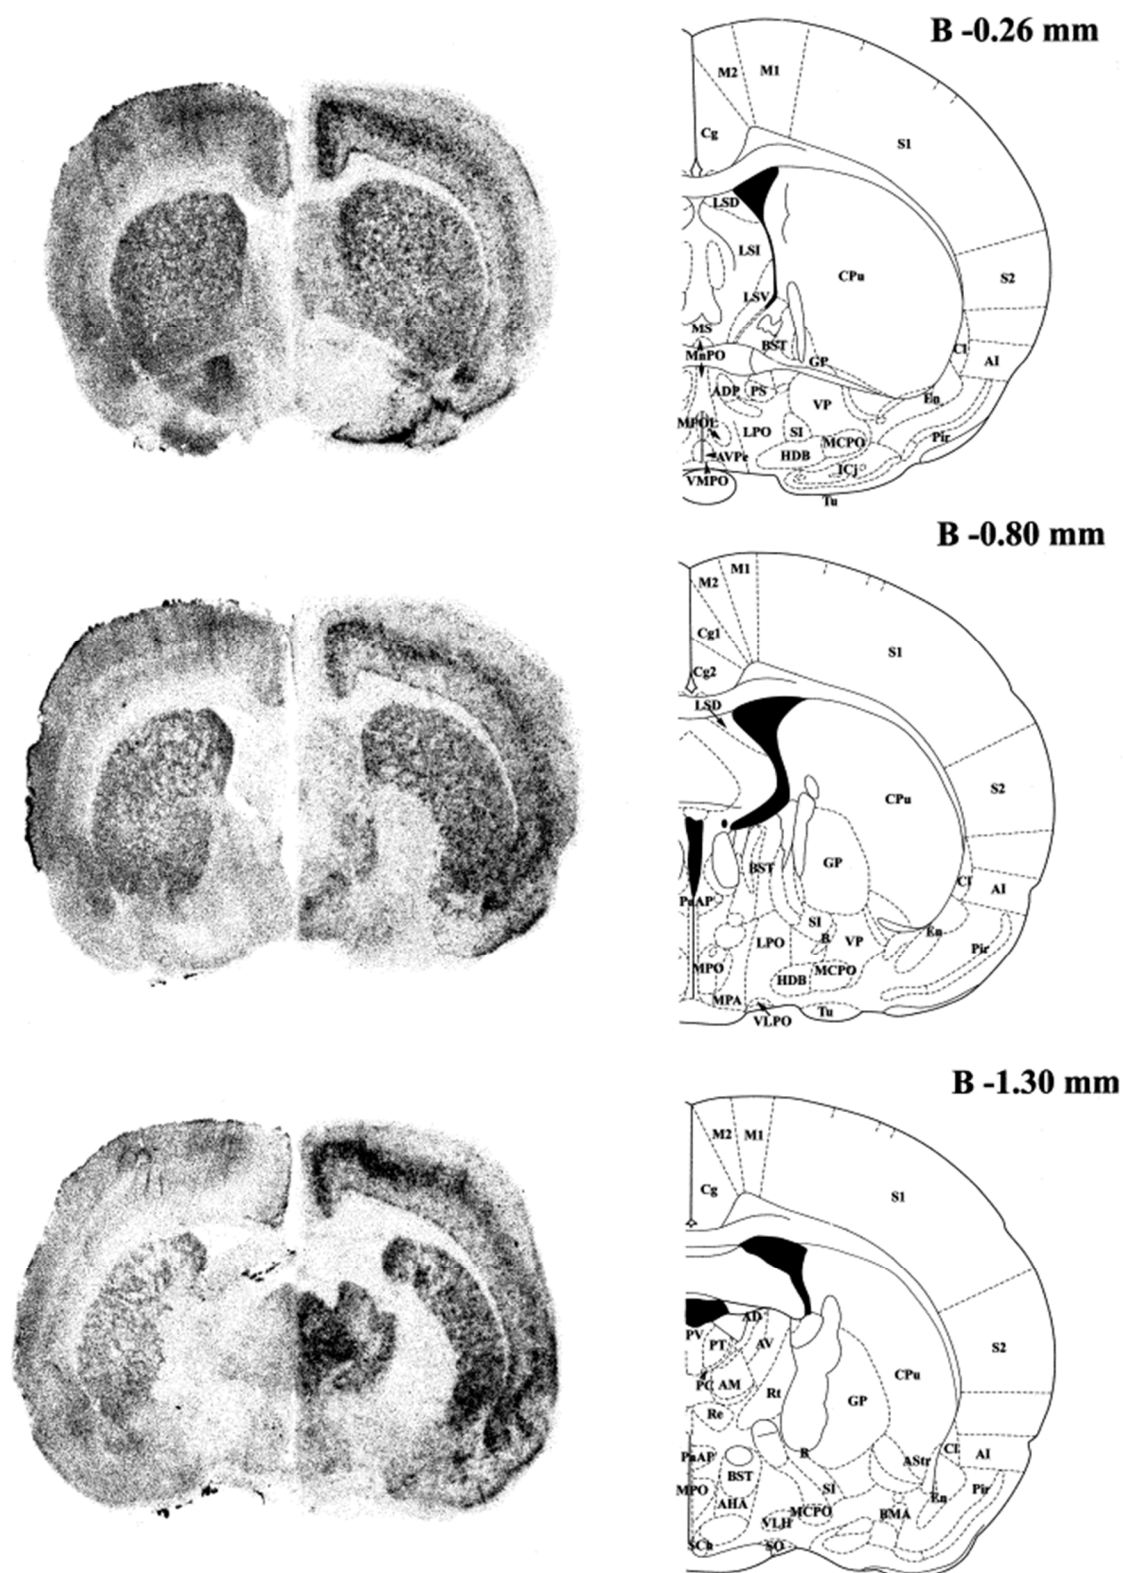 B -0.26 mm
M2
M1
Cg
S1
LSD
LSI
CPu
S2
LSV
MS
BST
Cl
MnPO
GP
AI
ADP
PS
En
VP
MPOL
LPO
SI
MCPO
Pir
AVPe
HDB
ICj
VMPO
Tu
B -0.80 mm
M1
M2
Cg1
S1
Cg2
LSD
S2
CPu
GP
BST
Cl
AI
PaAP
SI
B
VP
En
LPO
Pir
MPO
MCPO
HDB
MPA
Tu
VLPO
B -1.30 mm
M2
M1
Cg
S1
AD
PV
PT
AV
S2
CPu
PC
AM
Rt
GP
Re
B
Cl
AI
PaAP
AStr
BST
MPO
SI
En
Pir
AHA
MCPO
BMA
VLH
SCh
SO